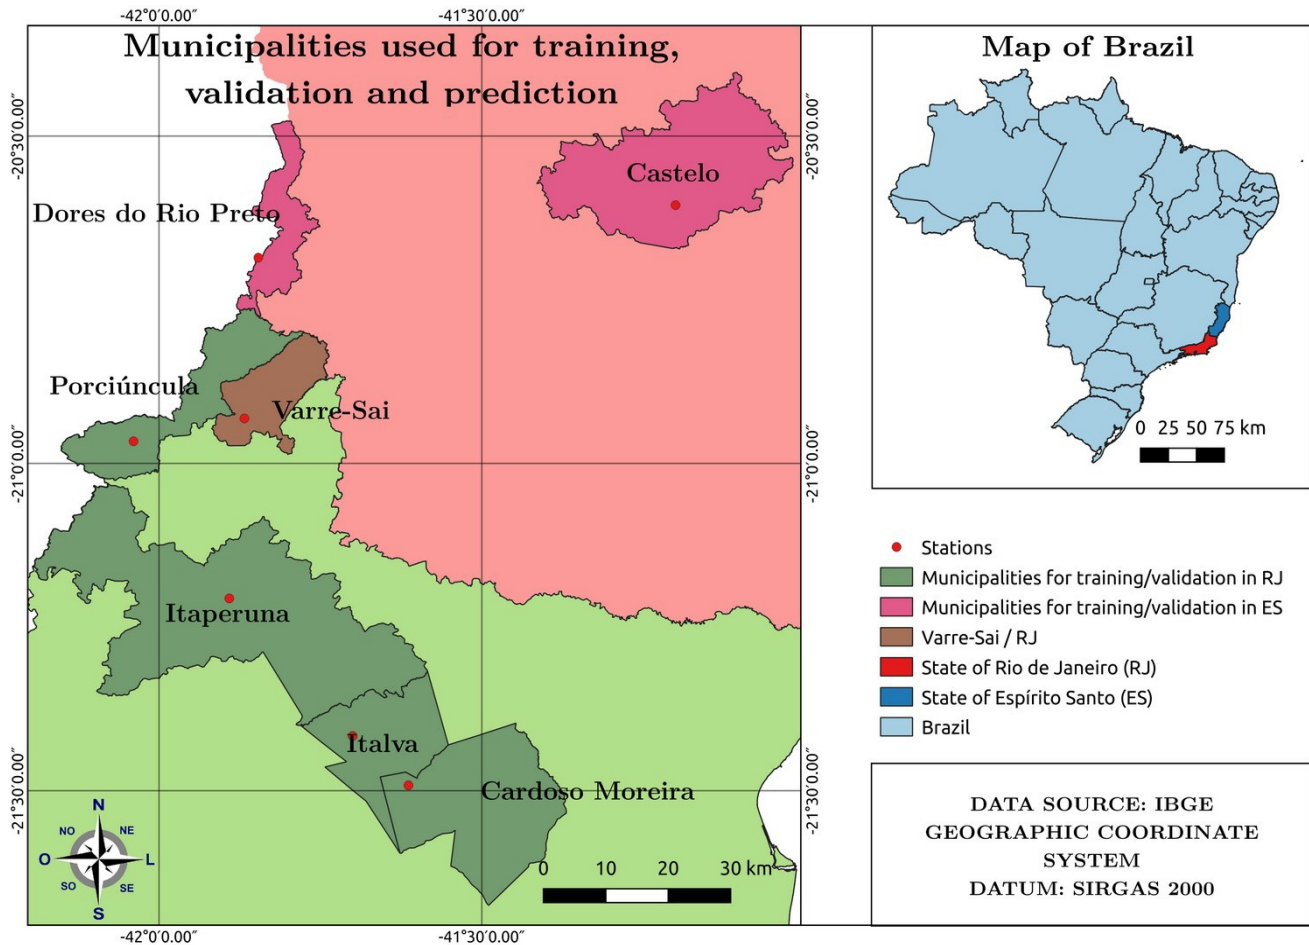 -42°0'0.00″
-41°30'0.00″
Municipalities used for training,
validation and prediction
Map of Brazil
-20°30'0.00″
-20°30'0.00″
Castelo
Dores do Rio Preto
Porciúncula
Varre-Sai
0 25 50 75 km
-21°0'0.00″
-21°0'0.00″
Stations
Municipalities for training/validation in RJ
Municipalities for training/validation in ES
Varre-Sai / RJ
State of Rio de Janeiro (RJ)
State of Espírito Santo (ES)
Brazil
Itaperuna
Italva
Cardoso Moreira
-21°30'0.00″
-21°30'0.00″
N
NO
NE
O
L
SO
SE
S
0 10 20 30 km
DATA SOURCE: IBGE
GEOGRAPHIC COORDINATE
SYSTEM
DATUM: SIRGAS 2000
-42°0'0.00″
-41°30'0.00″